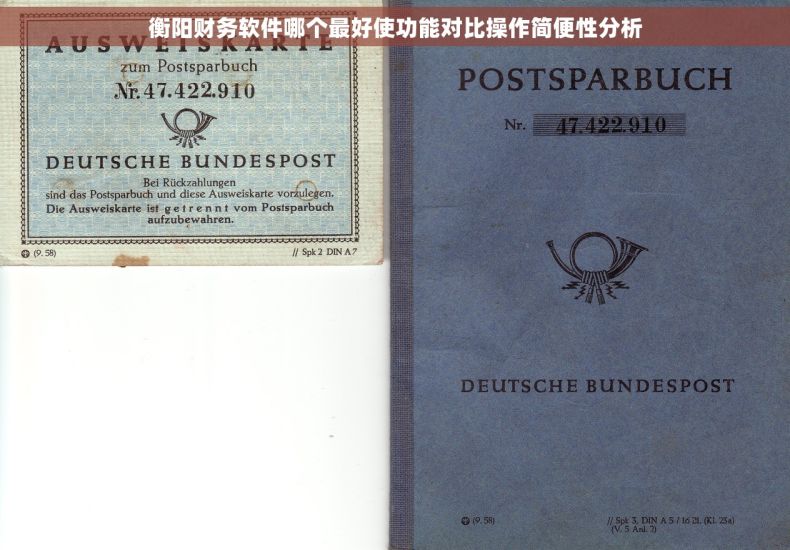 衡阳财务软件哪个最好使功能对比操作简便性分析
AUSWEISKARTE
zum Postsparbuch
Nr. 47.422.910
DEUTSCHE BUNDESPOST
Bei Rückzahlungen
sind das Postsparbuch und diese Ausweiskarte vorzulegen.
Die Ausweiskarte ist getrennt vom Postsparbuch
aufzubewahren.
(9. 58)
// Spk 2 DIN A 7
POSTSPARBUCH
Nr. 47.422.910
DEUTSCHE BUNDESPOST
(9. 58)
// Spk 3, DIN A 5 / 16 Bl. (Kl. 23a)
(V. 5 Anl. 2)